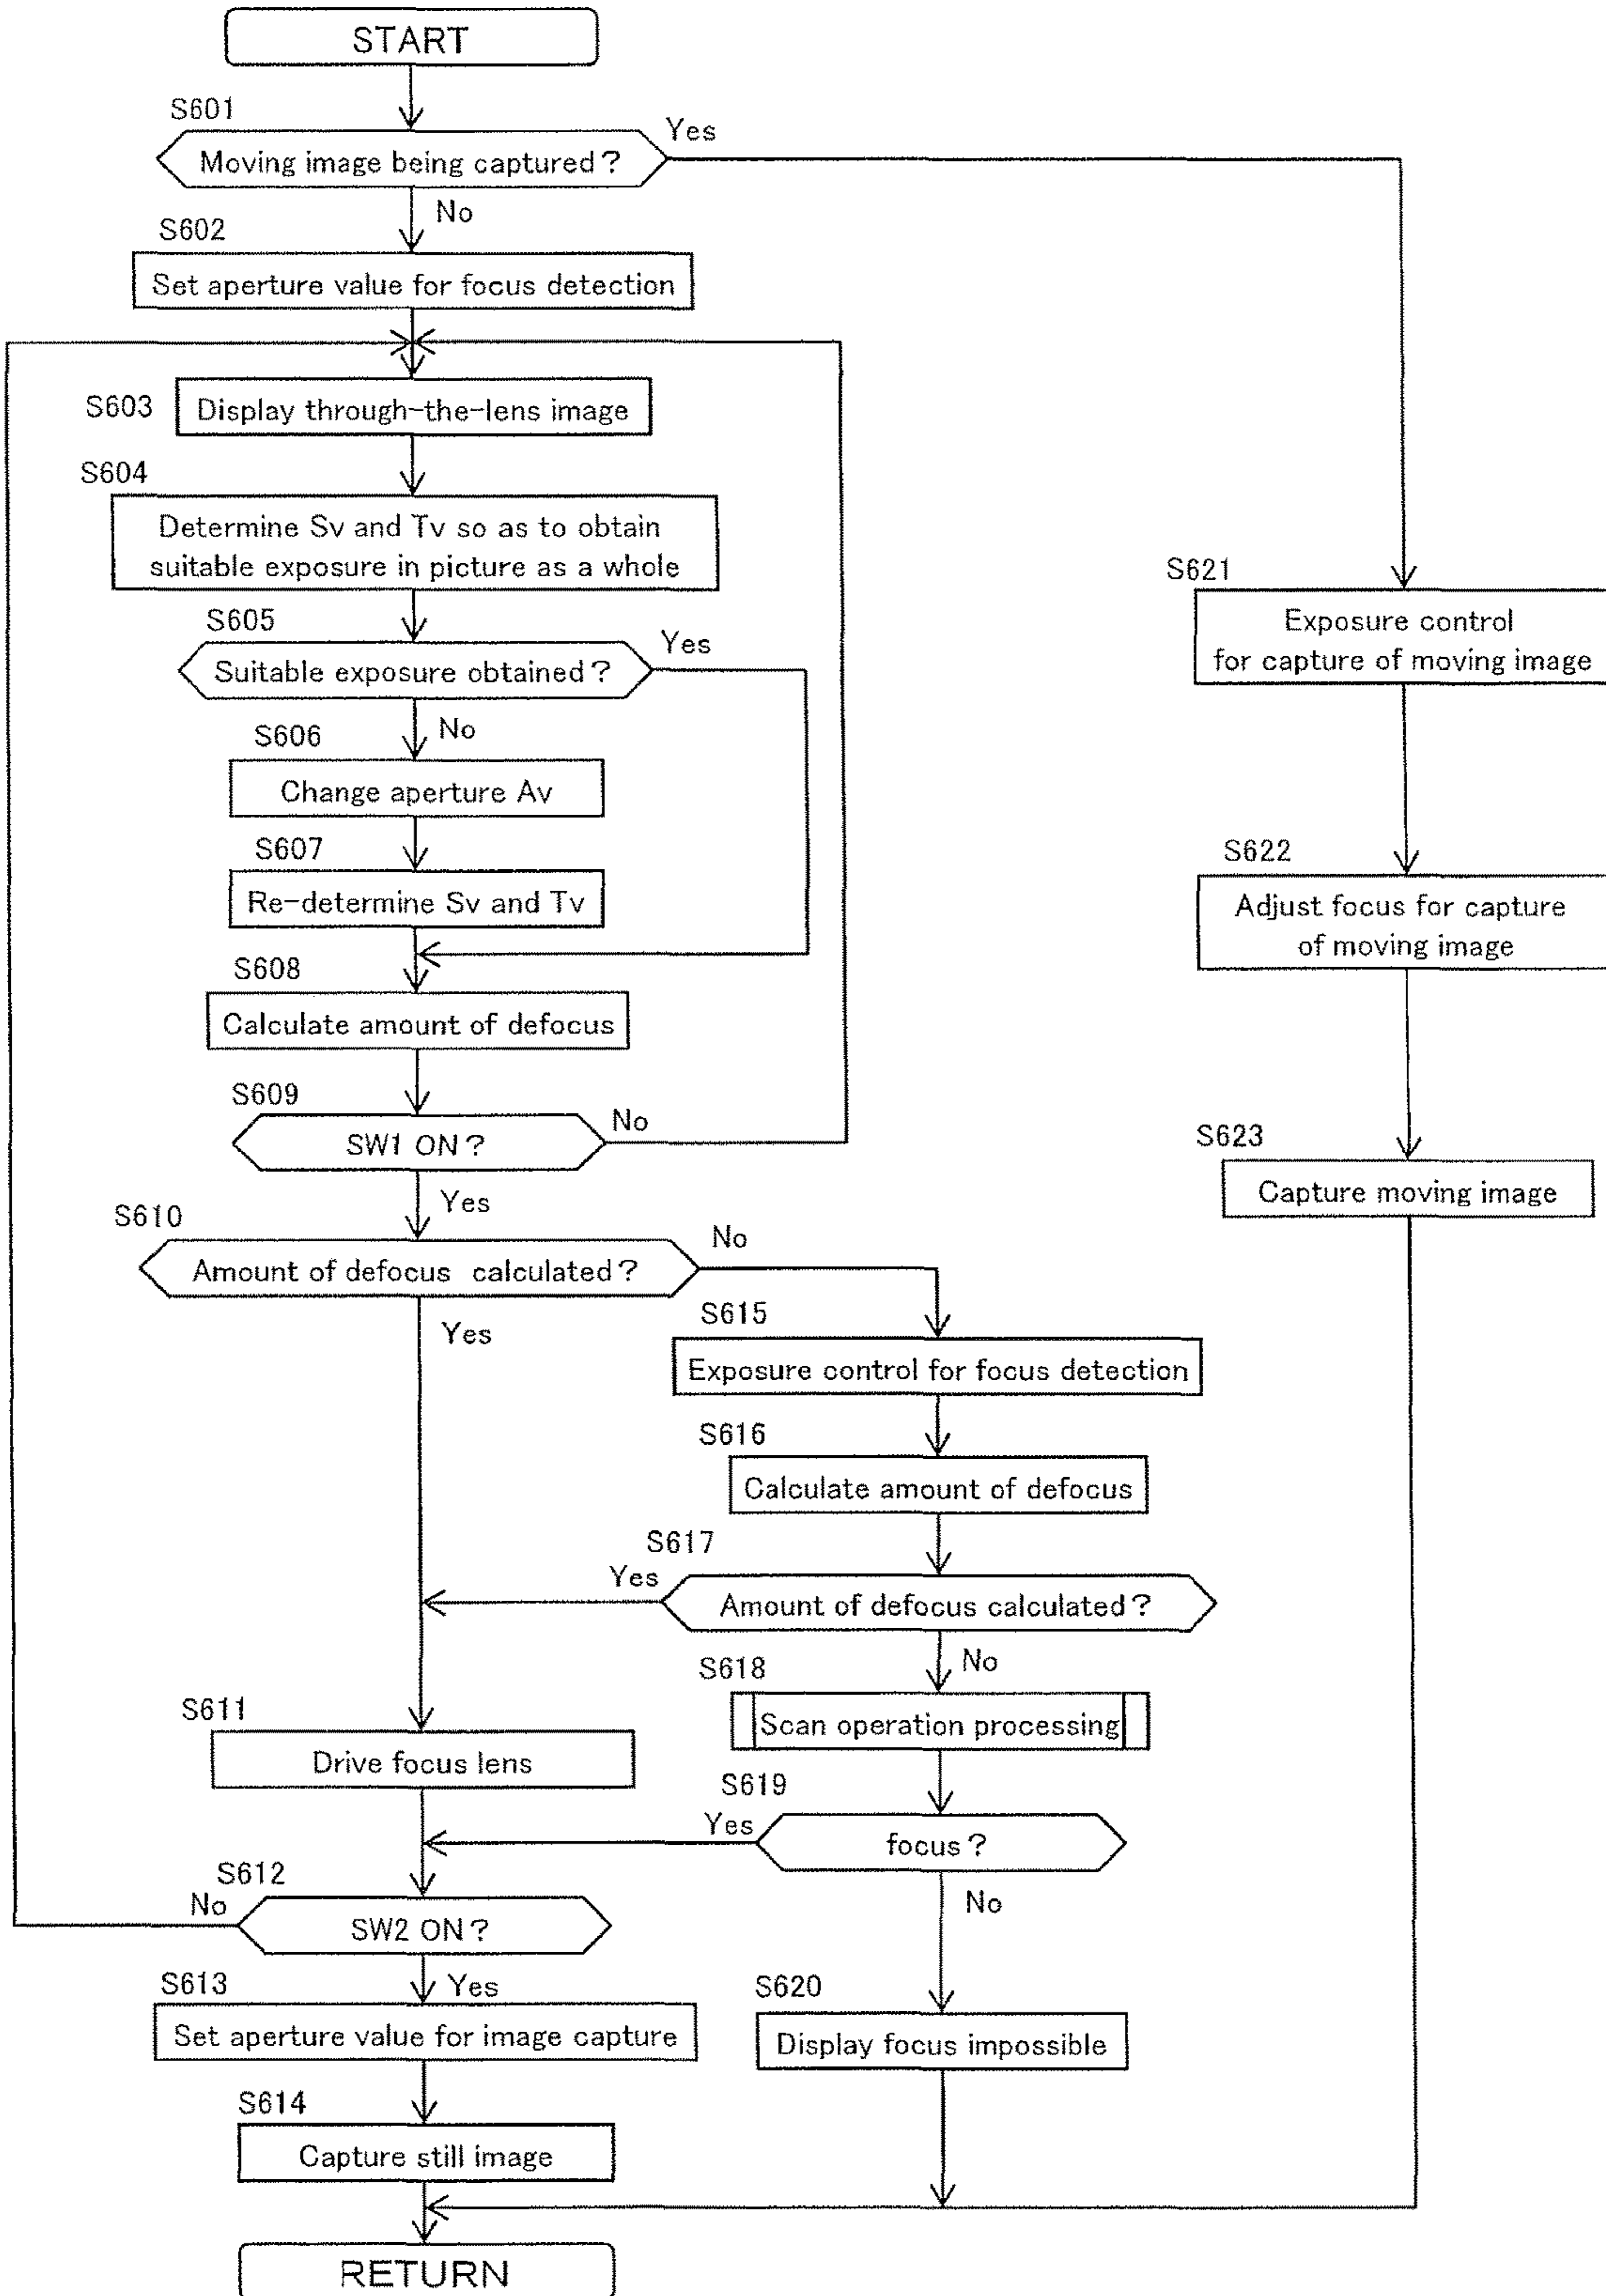 START
S601
Moving image being captured?
Yes
No
S602
Set aperture value for focus detection
S603
Display through-the-lens image
S604
Determine Sv and Tv so as to obtain
suitable exposure in picture as a whole
S605
Suitable exposure obtained?
Yes
No
S606
Change aperture Av
S607
Re-determine Sv and Tv
S608
Calculate amount of defocus
S609
SW1 ON?
No
Yes
S610
Amount of defocus calculated?
No
Yes
S615
Exposure control for focus detection
S616
Calculate amount of defocus
S617
Yes
Amount of defocus calculated?
No
S618
Scan operation processing
S611
Drive focus lens
S619
Yes
focus?
No
S612
No
SW2 ON?
Yes
S613
Set aperture value for image capture
S620
Display focus impossible
S614
Capture still image
S621
Exposure control
for capture of moving image
S622
Adjust focus for capture
of moving image
S623
Capture moving image
RETURN